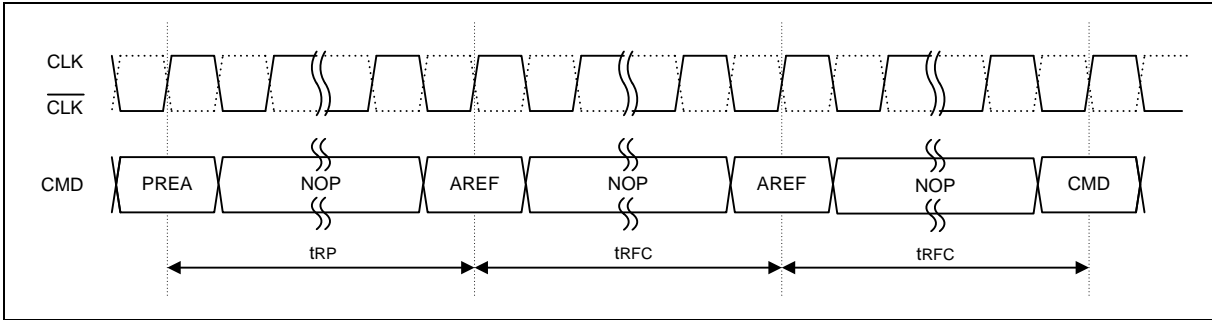 CLK
CLK
CMD PREA NOP AREF NOP AREF NOP CMD
tRP tRFC tRFC